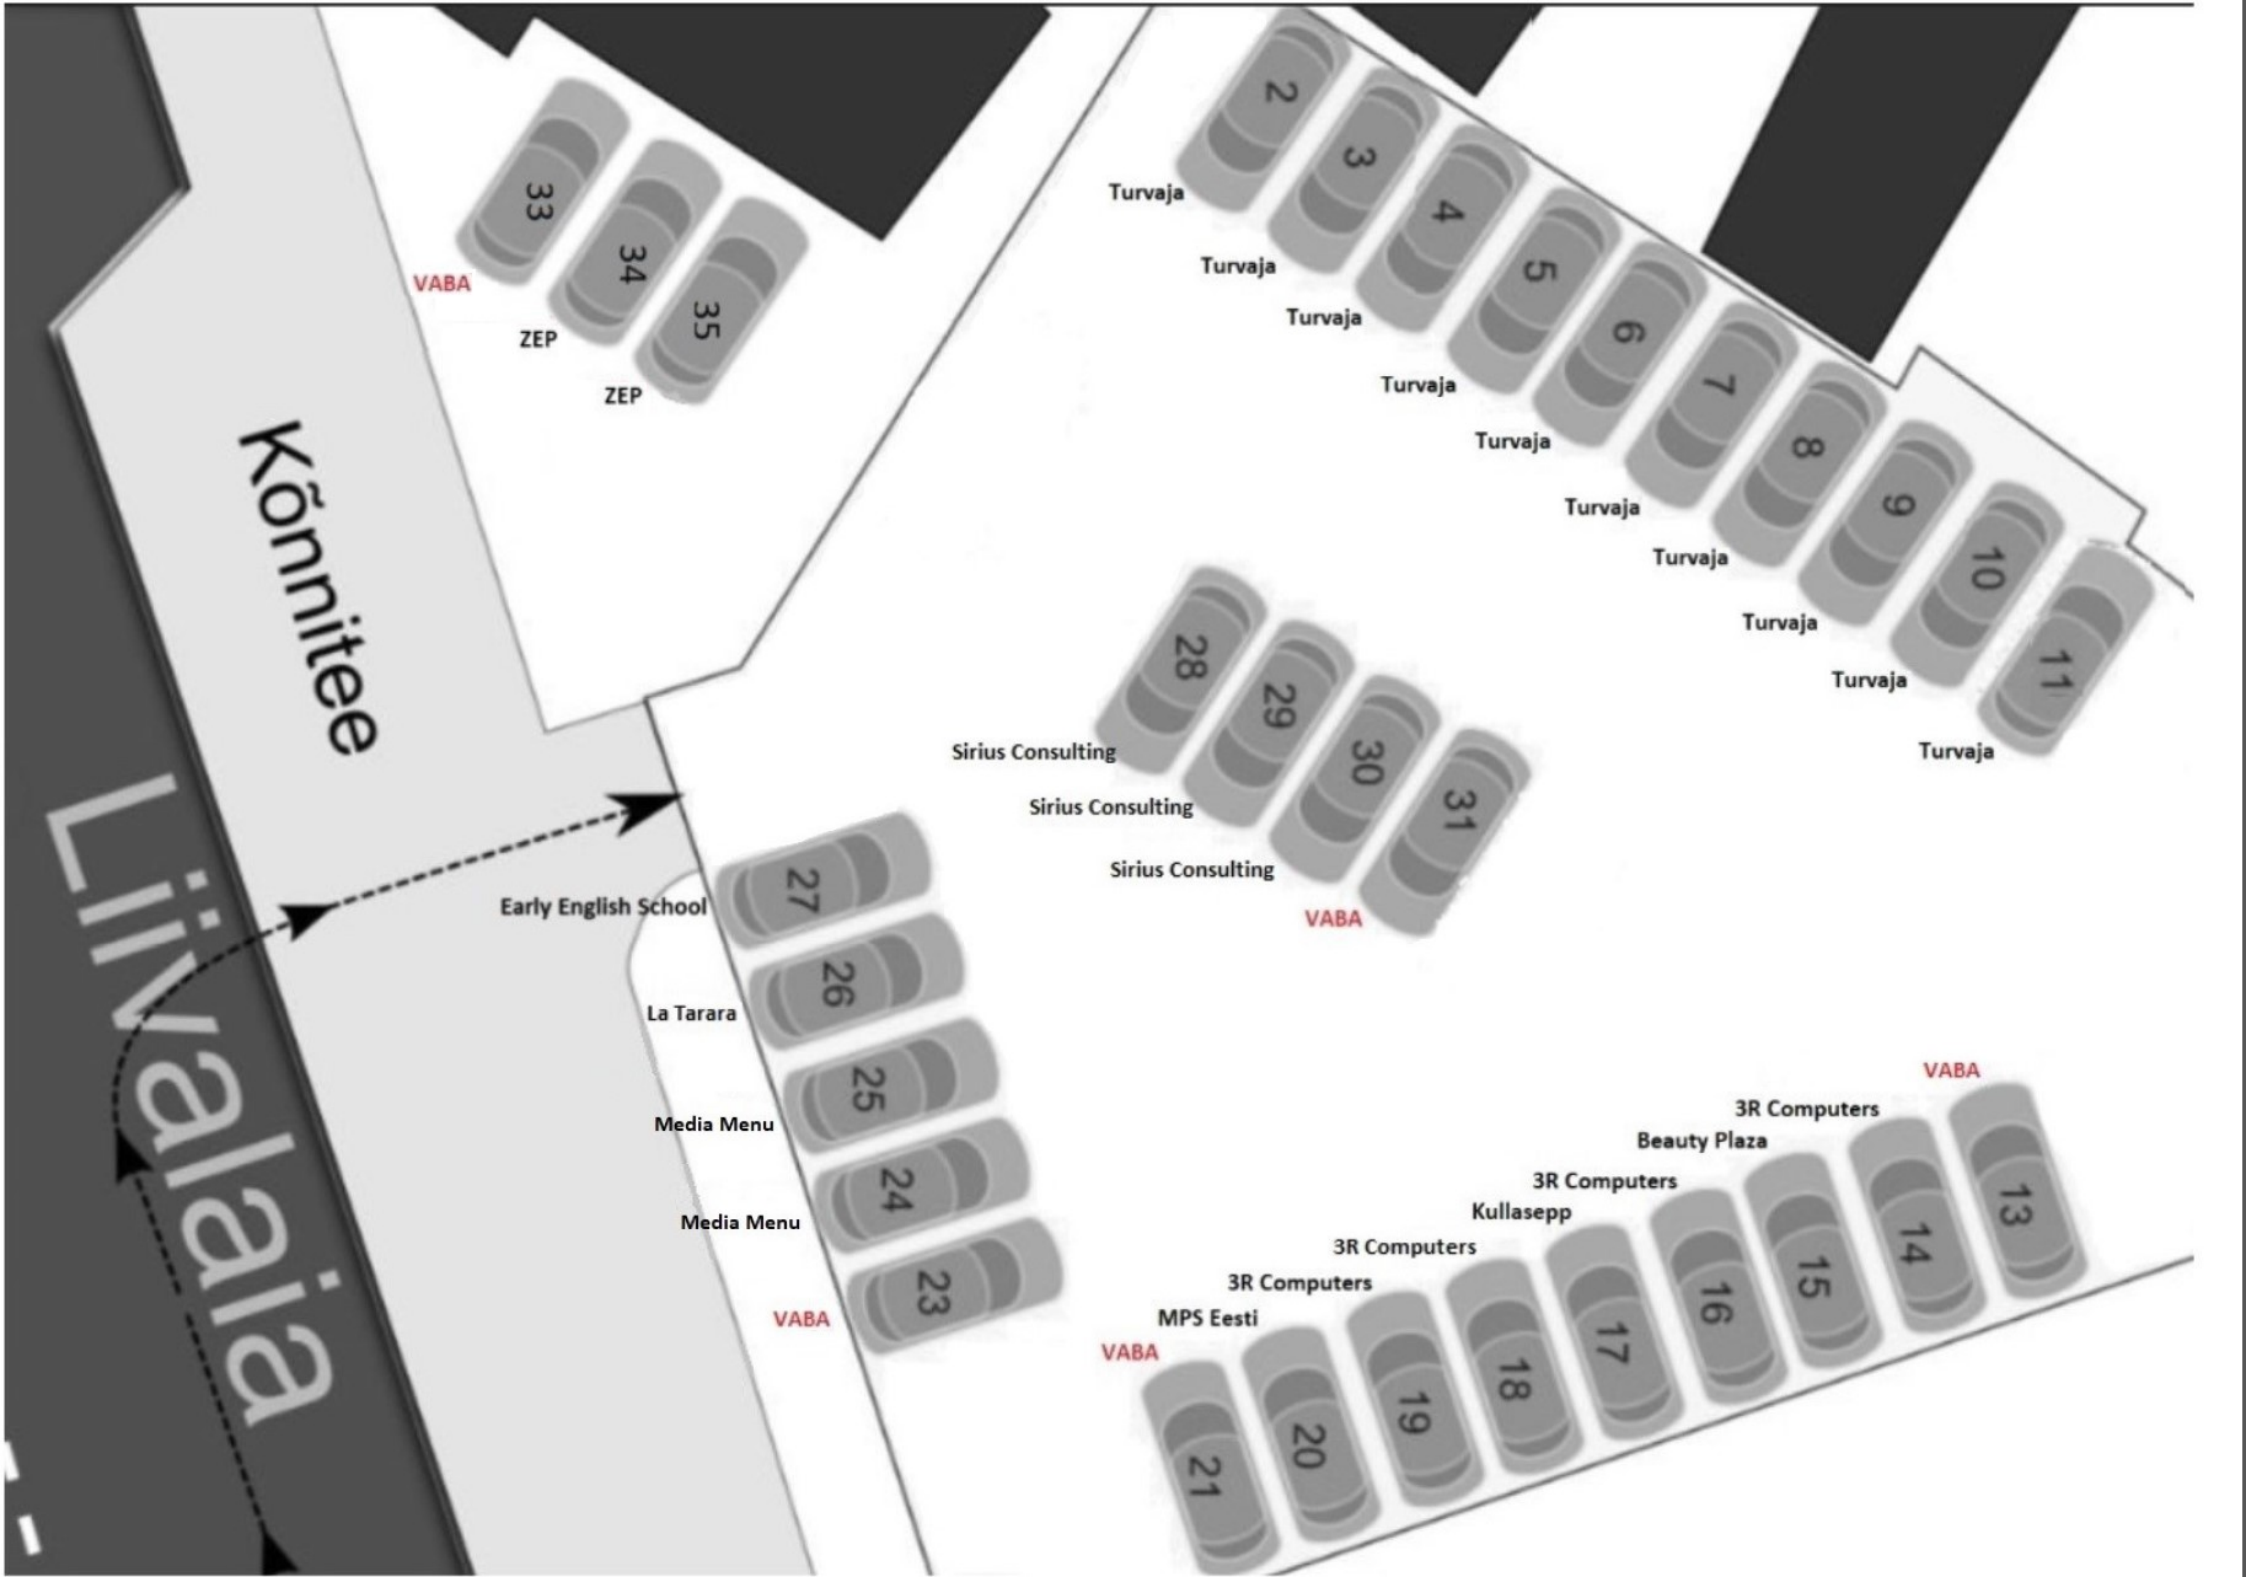 33
VABA
34
ZEP
35
ZEP
2
Turvaja
3
Turvaja
4
Turvaja
5
Turvaja
6
Turvaja
7
Turvaja
8
Turvaja
9
Turvaja
10
Turvaja
11
Turvaja
Kõnnitee
Liivalaia
28
Sirius Consulting
29
Sirius Consulting
30
Sirius Consulting
31
VABA
27
Early English School
26
La Tarara
25
Media Menu
24
Media Menu
23
VABA
VABA
13
3R Computers
14
Beauty Plaza
15
3R Computers
16
Kullasepp
17
3R Computers
18
3R Computers
19
MPS Eesti
20
VABA
21